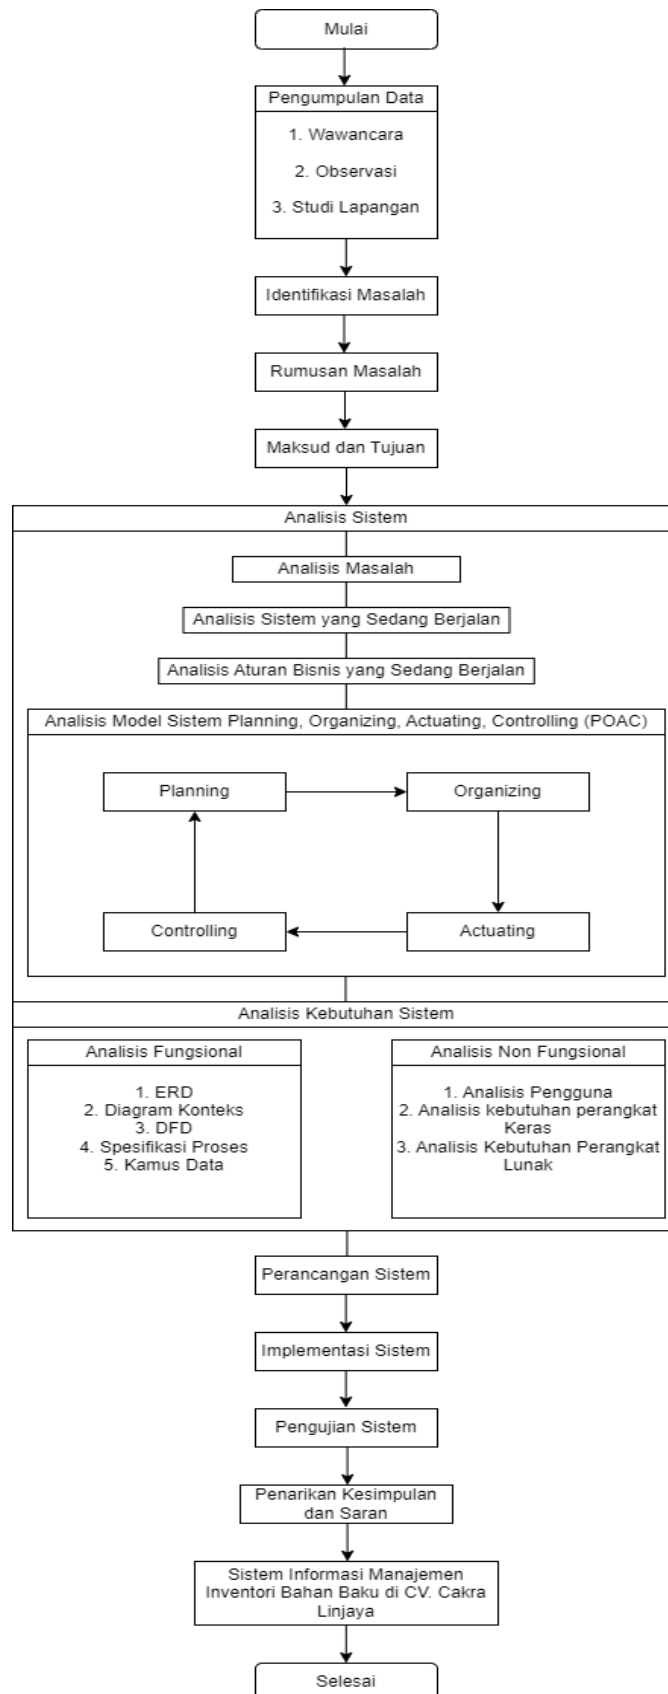 Mulai
Pengumpulan Data
1. Wawancara
2. Observasi
3. Studi Lapangan
Identifikasi Masalah
Rumusan Masalah
Maksud dan Tujuan
Analisis Sistem
Analisis Masalah
Analisis Sistem yang Sedang Berjalan
Analisis Aturan Bisnis yang Sedang Berjalan
Analisis Model Sistem Planning, Organizing, Actuating, Controlling (POAC)
Planning
Organizing
Controlling
Actuating
Analisis Kebutuhan Sistem
Analisis Fungsional
1. ERD
2. Diagram Konteks
3. DFD
4. Spesifikasi Proses
5. Kamus Data
Analisis Non Fungsional
1. Analisis Pengguna
2. Analisis kebutuhan perangkat
Keras
3. Analisis Kebutuhan Perangkat
Lunak
Perancangan Sistem
Implementasi Sistem
Pengujian Sistem
Penarikan Kesimpulan
dan Saran
Sistem Informasi Manajemen
Inventori Bahan Baku di CV. Cakra
Linjaya
Selesai